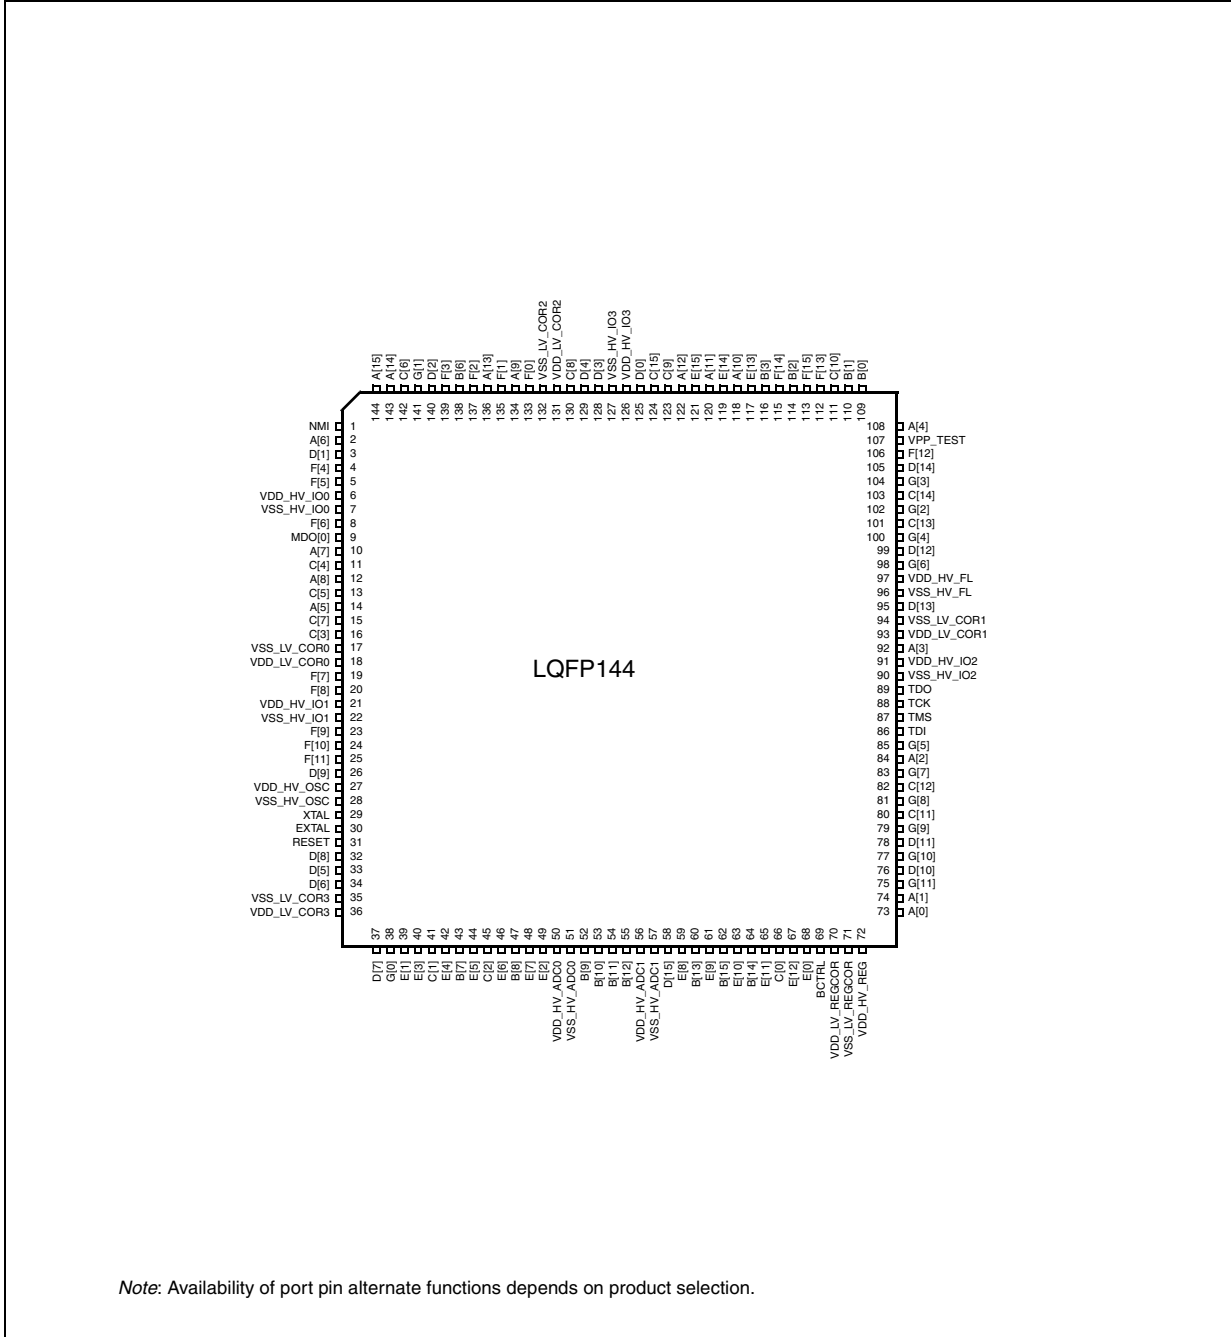 A[15]
A[14]
C[6]
G[1]
D[2]
F[3]
B[6]
F[2]
A[13]
F[1]
A[9]
F[0]
VSS_LV_COR2
VDD_LV_COR2
C[8]
D[4]
D[3]
VSS_HV_IO3
VDD_HV_IO3
D[0]
C[15]
C[9]
A[12]
E[15]
A[11]
E[14]
A[10]
E[13]
B[3]
F[14]
B[2]
F[15]
F[13]
C[10]
B[1]
B[0]
144
143
142
141
140
139
138
137
136
135
134
133
132
131
130
129
128
127
126
125
124
123
122
121
120
119
118
117
116
115
114
113
112
111
110
109
NMI 1
A[6] 2
D[1] 3
F[4] 4
F[5] 5
VDD_HV_IO0 6
VSS_HV_IO0 7
F[6] 8
MDO[0] 9
A[7] 10
C[4] 11
A[8] 12
C[5] 13
A[5] 14
C[7] 15
C[3] 16
VSS_LV_COR0 17
VDD_LV_COR0 18
F[7] 19
F[8] 20
VDD_HV_IO1 21
VSS_HV_IO1 22
F[9] 23
F[10] 24
F[11] 25
D[9] 26
VDD_HV_OSC 27
VSS_HV_OSC 28
XTAL 29
EXTAL 30
RESET 31
D[8] 32
D[5] 33
D[6] 34
VSS_LV_COR3 35
VDD_LV_COR3 36
LQFP144
108 A[4]
107 VPP_TEST
106 F[12]
105 D[14]
104 G[3]
103 C[14]
102 G[2]
101 C[13]
100 G[4]
99 D[12]
98 G[6]
97 VDD_HV_FL
96 VSS_HV_FL
95 D[13]
94 VSS_LV_COR1
93 VDD_LV_COR1
92 A[3]
91 VDD_HV_IO2
90 VSS_HV_IO2
89 TDO
88 TCK
87 TMS
86 TDI
85 G[5]
84 A[2]
83 G[7]
82 C[12]
81 G[8]
80 C[11]
79 G[9]
78 D[11]
77 G[10]
76 D[10]
75 G[11]
74 A[1]
73 A[0]
37
38
39
40
41
42
43
44
45
46
47
48
49
50
51
52
53
54
55
56
57
58
59
60
61
62
63
64
65
66
67
68
69
70
71
72
D[7]
G[0]
E[1]
E[3]
C[1]
E[4]
B[7]
E[5]
C[2]
E[6]
B[8]
E[7]
E[2]
VDD_HV_ADC0
VSS_HV_ADC0
B[9]
B[10]
B[11]
B[12]
VDD_HV_ADC1
VSS_HV_ADC1
D[15]
E[8]
B[13]
E[9]
B[15]
E[10]
B[14]
E[11]
C[0]
E[12]
E[0]
BCTRL
VDD_LV_REGCOR
VSS_LV_REGCOR
VDD_HV_REG
Note: Availability of port pin alternate functions depends on product selection.